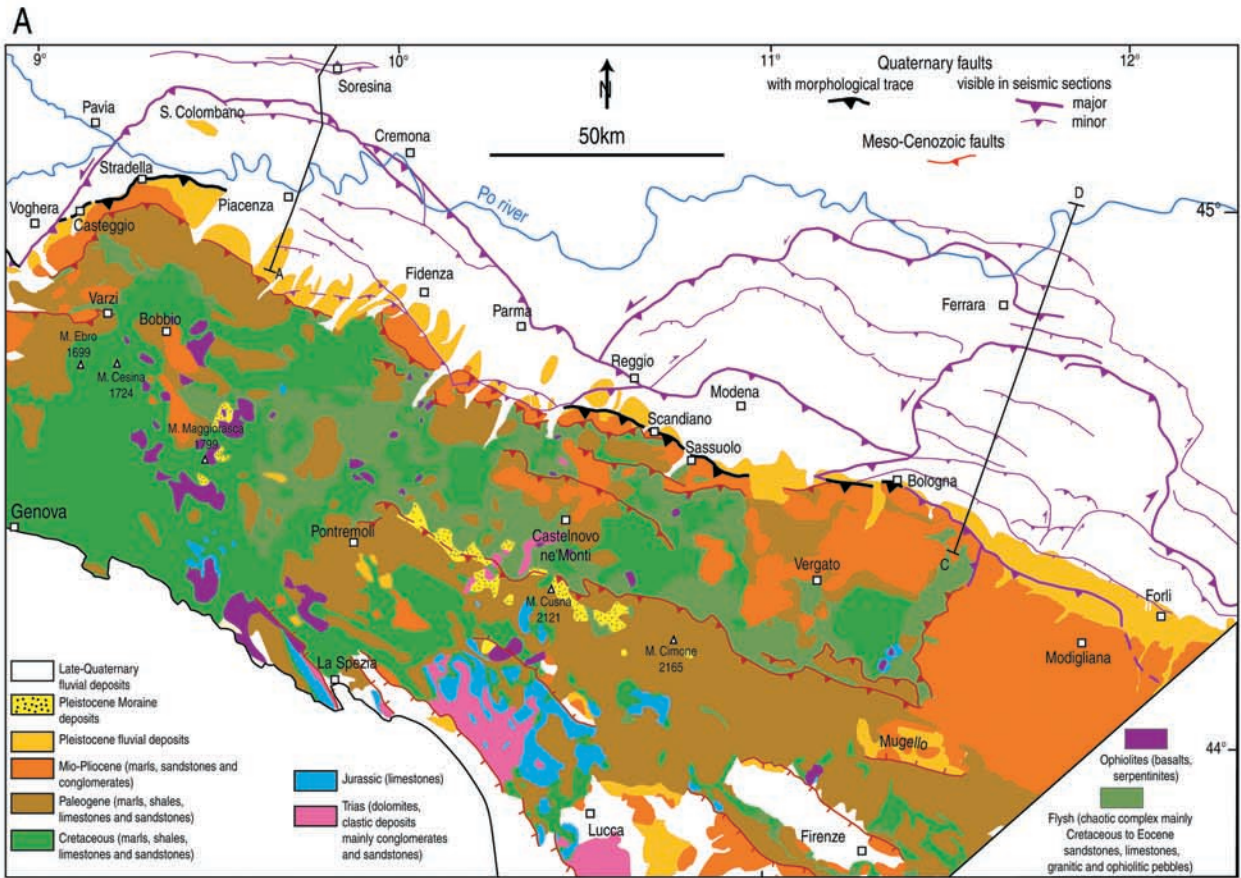 A
9°
10°
11°
12°
Soresina
Pavia
S. Colombano
Cremona
Stradella
Voghera
Casteggio
Piacenza
N
50km
Quaternary faults
with morphological trace
visible in seismic sections
major
minor
Meso-Cenozoic faults
Po river
D
45°
A
Fidenza
Parma
Ferrara
Varzi
Bobbio
M. Ebro
1699
M. Cesina
1724
Reggio
Modena
M. Maggiorasca
1799
Scandiano
Sassuolo
Bologna
Genova
Pontremoli
Castelnovo
ne'Monti
Vergato
C
M. Cusna
2121
Forli
M. Cimone
2165
Modigliana
La Spezia
Mugello
44°
Lucca
Firenze
Late-Quaternary
fluvial deposits
Pleistocene Moraine
deposits
Pleistocene fluvial deposits
Mio-Pliocene (marls, sandstones and
conglomerates)
Paleogene (marls, shales,
limestones and sandstones)
Cretaceous (marls, shales,
limestones and sandstones)
Jurassic (limestones)
Trias (dolomites,
clastic deposits
mainly conglomerates
and sandstones)
Ophiolites (basalts,
serpentinites)
Flysh (chaotic complex mainly
Cretaceous to Eocene
sandstones, limestones,
granitic and ophiolitic pebbles)